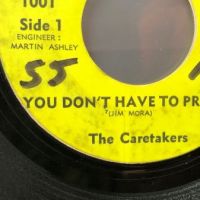 1001
Side 1
ENGINEER:
MARTIN ASHLEY
55
YOU DON'T HAVE TO PR
(JIM MORA)
The Caretakers